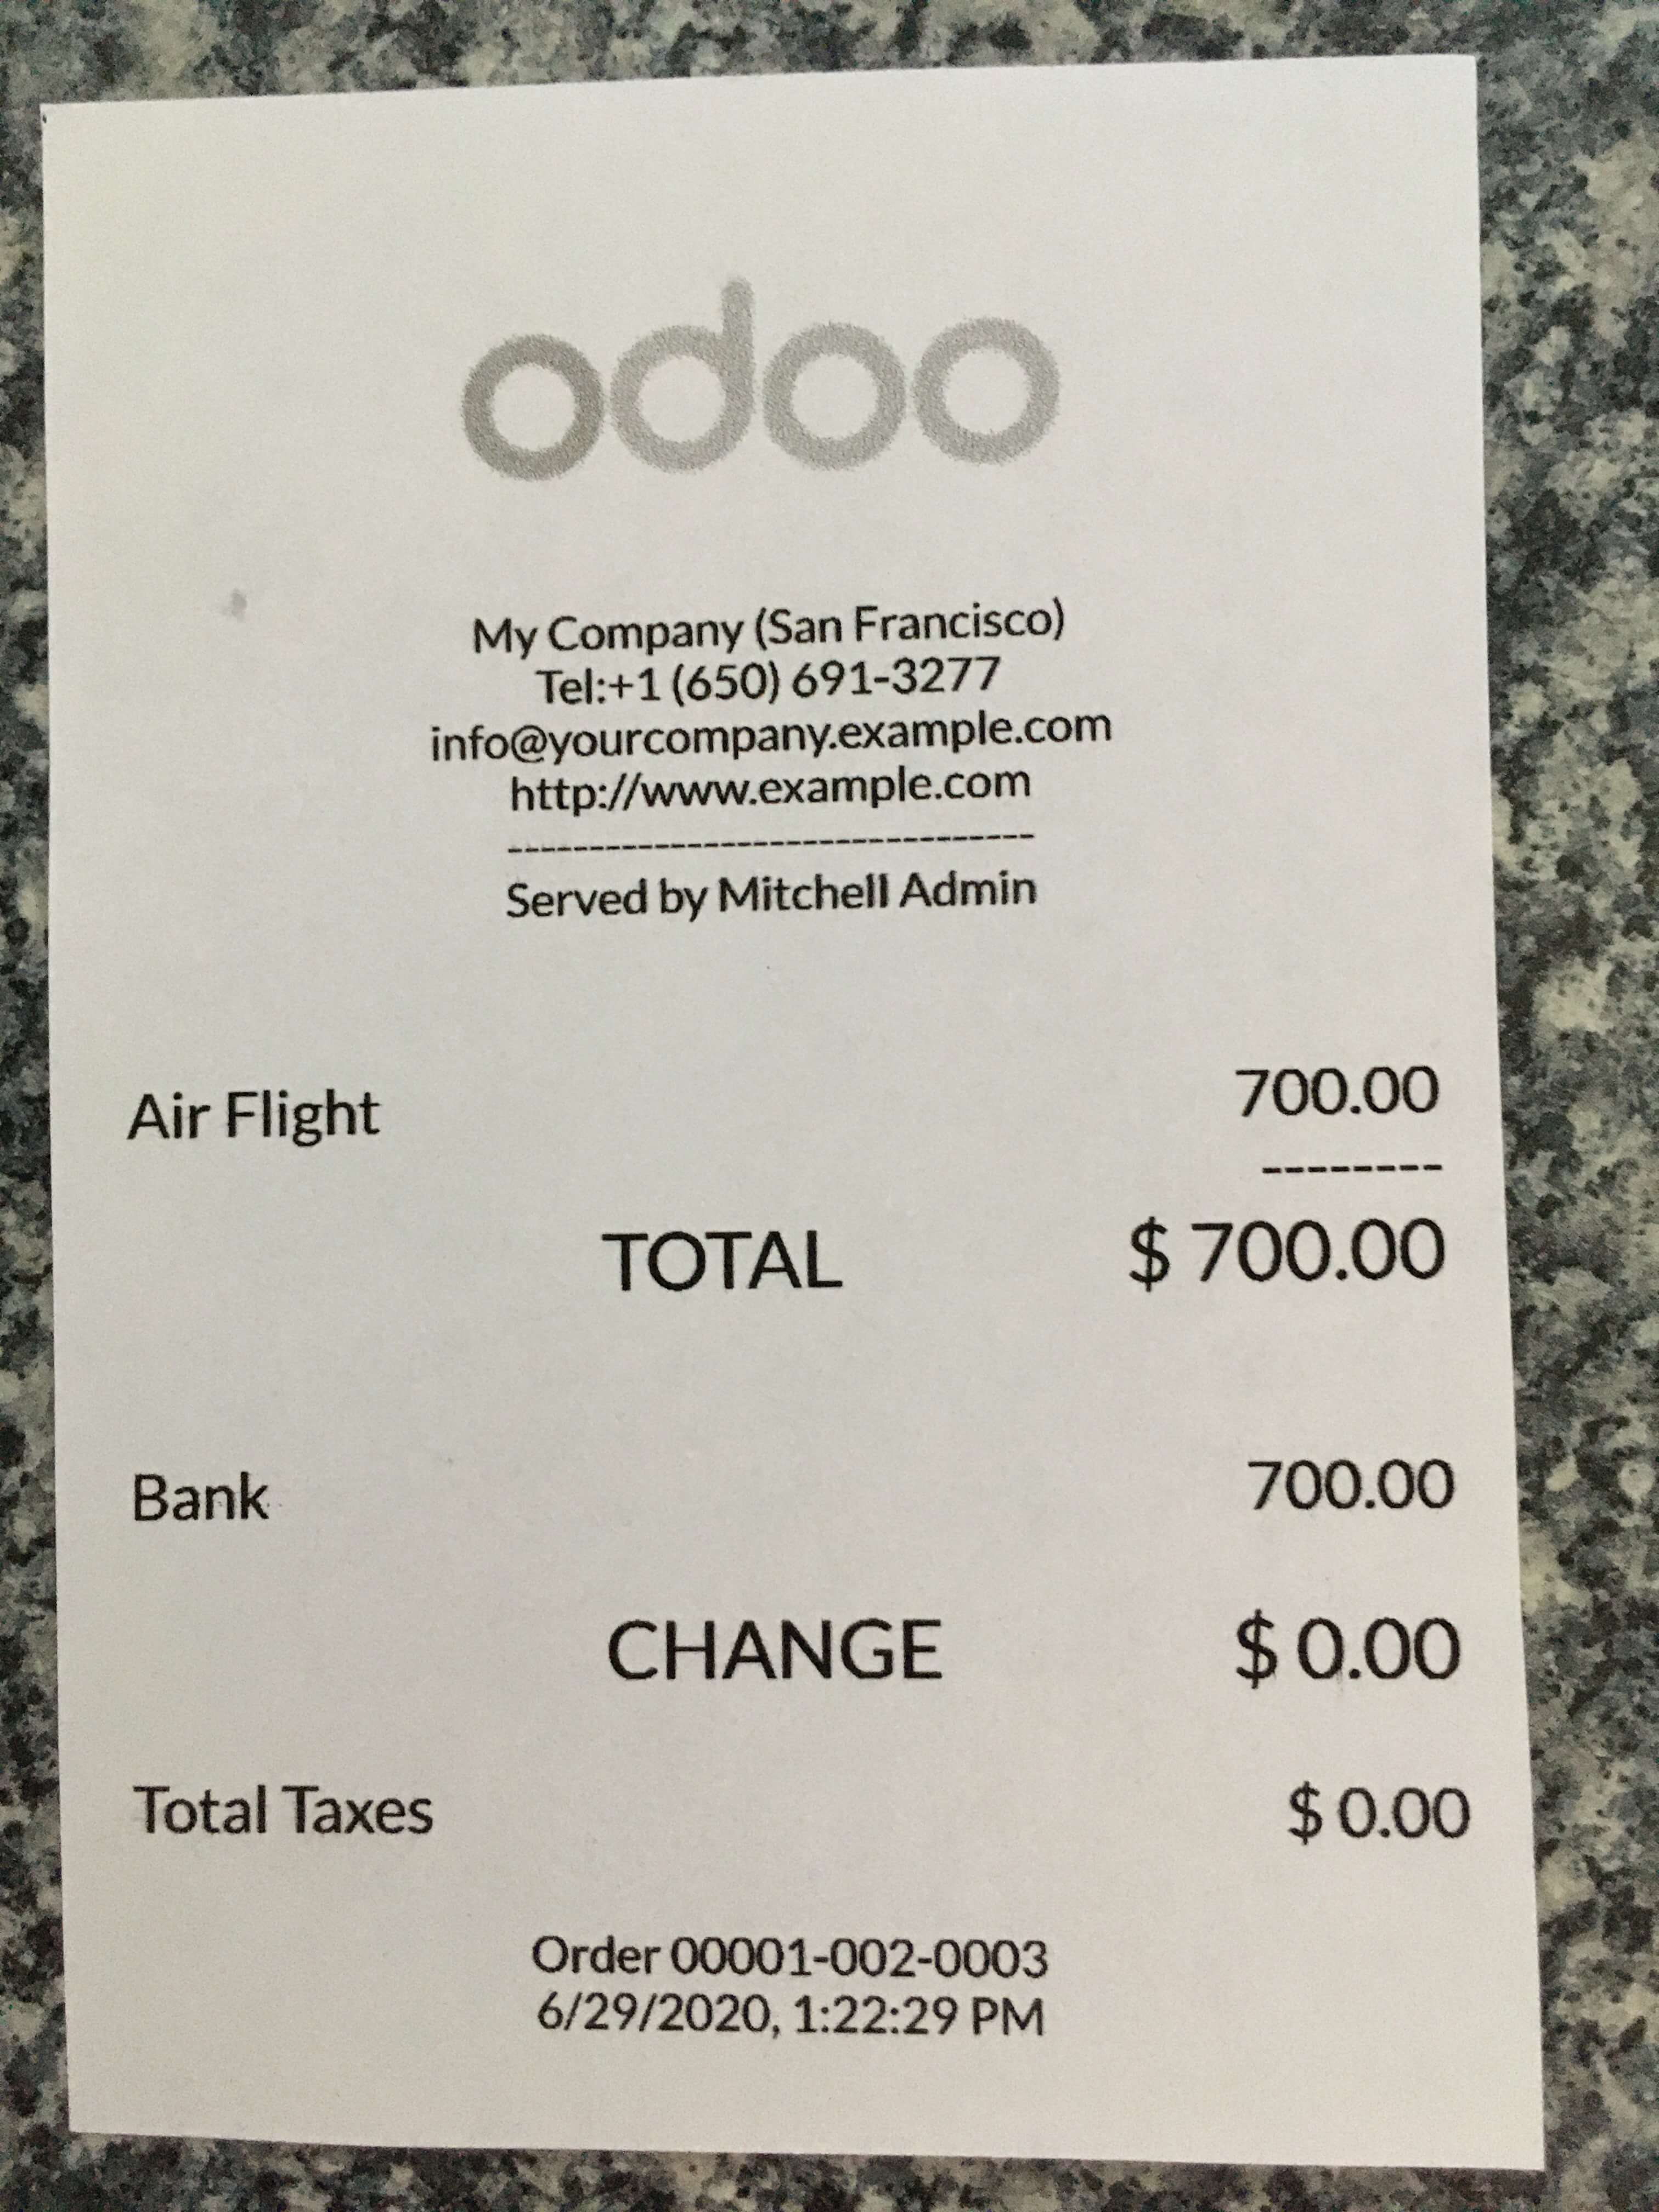 odoo
My Company (San Francisco)
Tel:+1 (650) 691-3277
info@yourcompany.example.com
http://www.example.com
--------------------------------
Served by Mitchell Admin
Air Flight 700.00
--------
TOTAL $ 700.00
Bank 700.00
CHANGE $ 0.00
Total Taxes $ 0.00
Order 00001-002-0003
6/29/2020, 1:22:29 PM